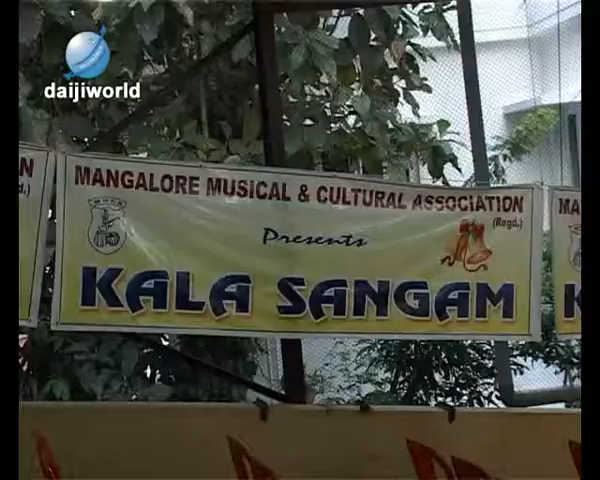 daijiworld
MANGALORE MUSICAL & CULTURAL ASSOCIATION
(Regd.)
Presents
KALA SANGAM